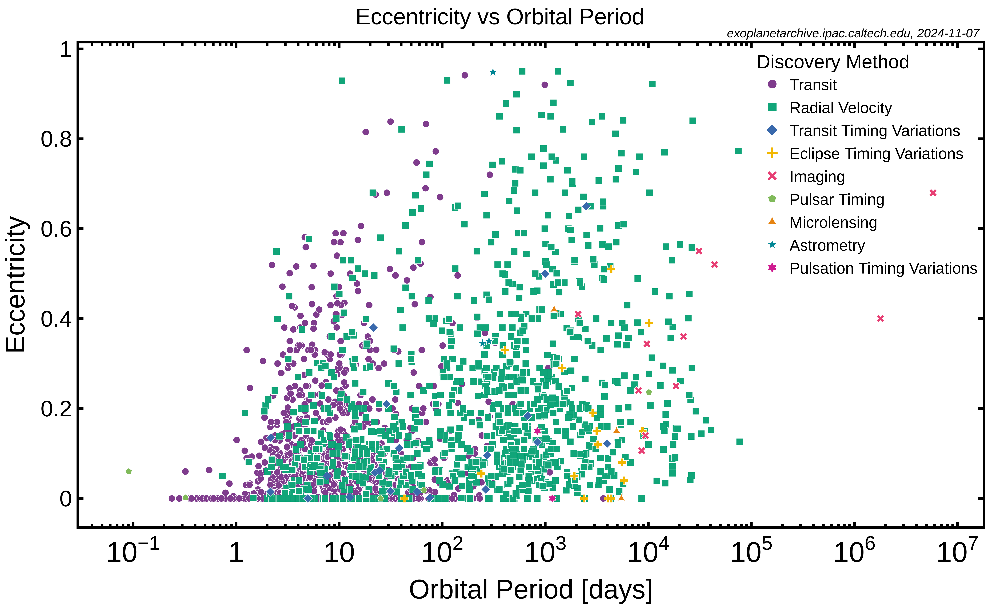 Eccentricity vs Orbital Period
exoplanetarchive.ipac.caltech.edu, 2024-11-07
Discovery Method
Transit
Radial Velocity
Transit Timing Variations
Eclipse Timing Variations
Imaging
Pulsar Timing
Microlensing
Astrometry
Pulsation Timing Variations
Eccentricity
1
0.8
0.6
0.4
0.2
0
10⁻¹ 1 10 10² 10³ 10⁴ 10⁵ 10⁶ 10⁷
Orbital Period [days]